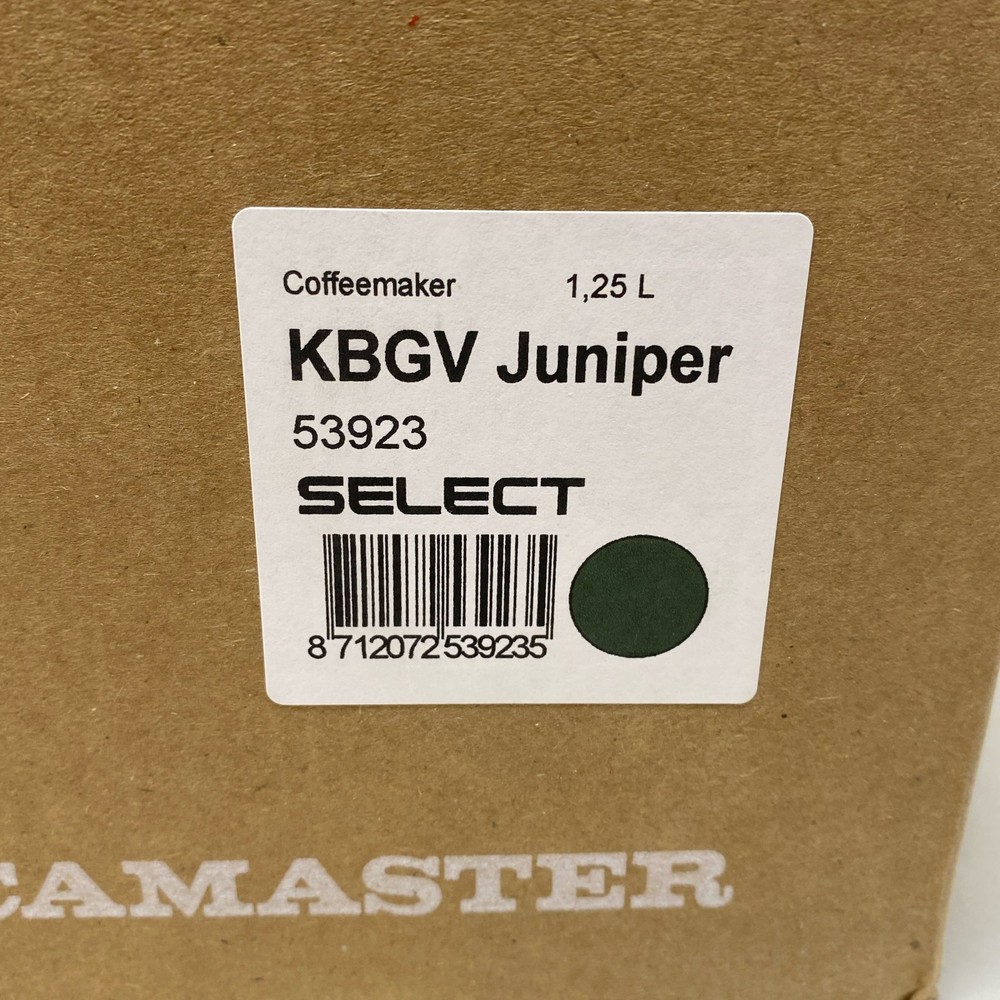 Coffeemaker 1,25 L
KBGV Juniper
53923
SELECT
8 712072 539235
CAMASTER